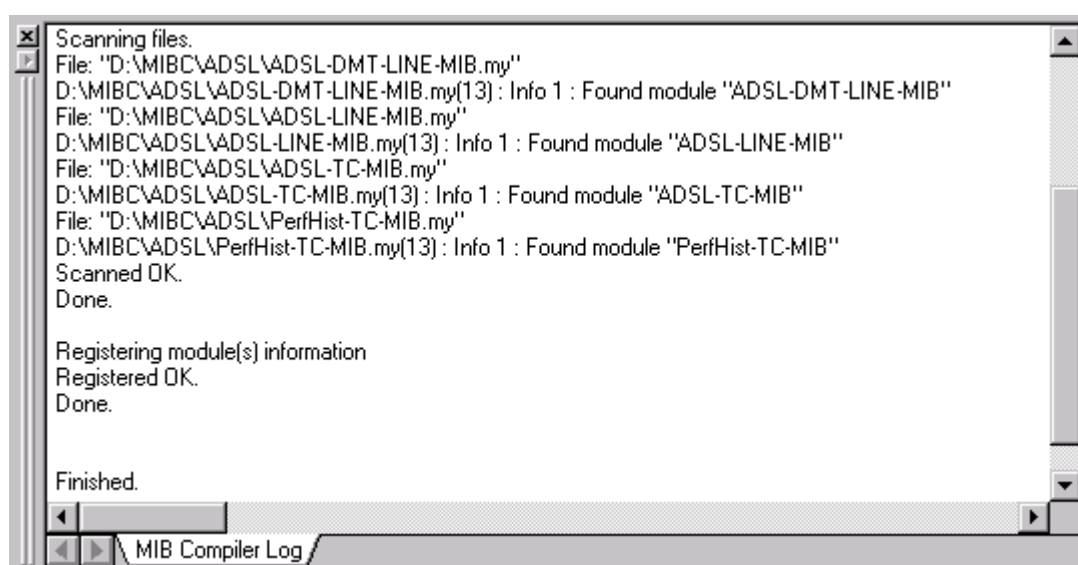 Scanning files.
File: "D:\MIBC\ADSL\ADSL-DMT-LINE-MIB.my"
D:\MIBC\ADSL\ADSL-DMT-LINE-MIB.my(13) : Info 1 : Found module "ADSL-DMT-LINE-MIB"
File: "D:\MIBC\ADSL\ADSL-LINE-MIB.my"
D:\MIBC\ADSL\ADSL-LINE-MIB.my(13) : Info 1 : Found module "ADSL-LINE-MIB"
File: "D:\MIBC\ADSL\ADSL-TC-MIB.my"
D:\MIBC\ADSL\ADSL-TC-MIB.my(13) : Info 1 : Found module "ADSL-TC-MIB"
File: "D:\MIBC\ADSL\PerfHist-TC-MIB.my"
D:\MIBC\ADSL\PerfHist-TC-MIB.my(13) : Info 1 : Found module "PerfHist-TC-MIB"
Scanned OK.
Done.
Registering module(s) information
Registered OK.
Done.
Finished.
MIB Compiler Log